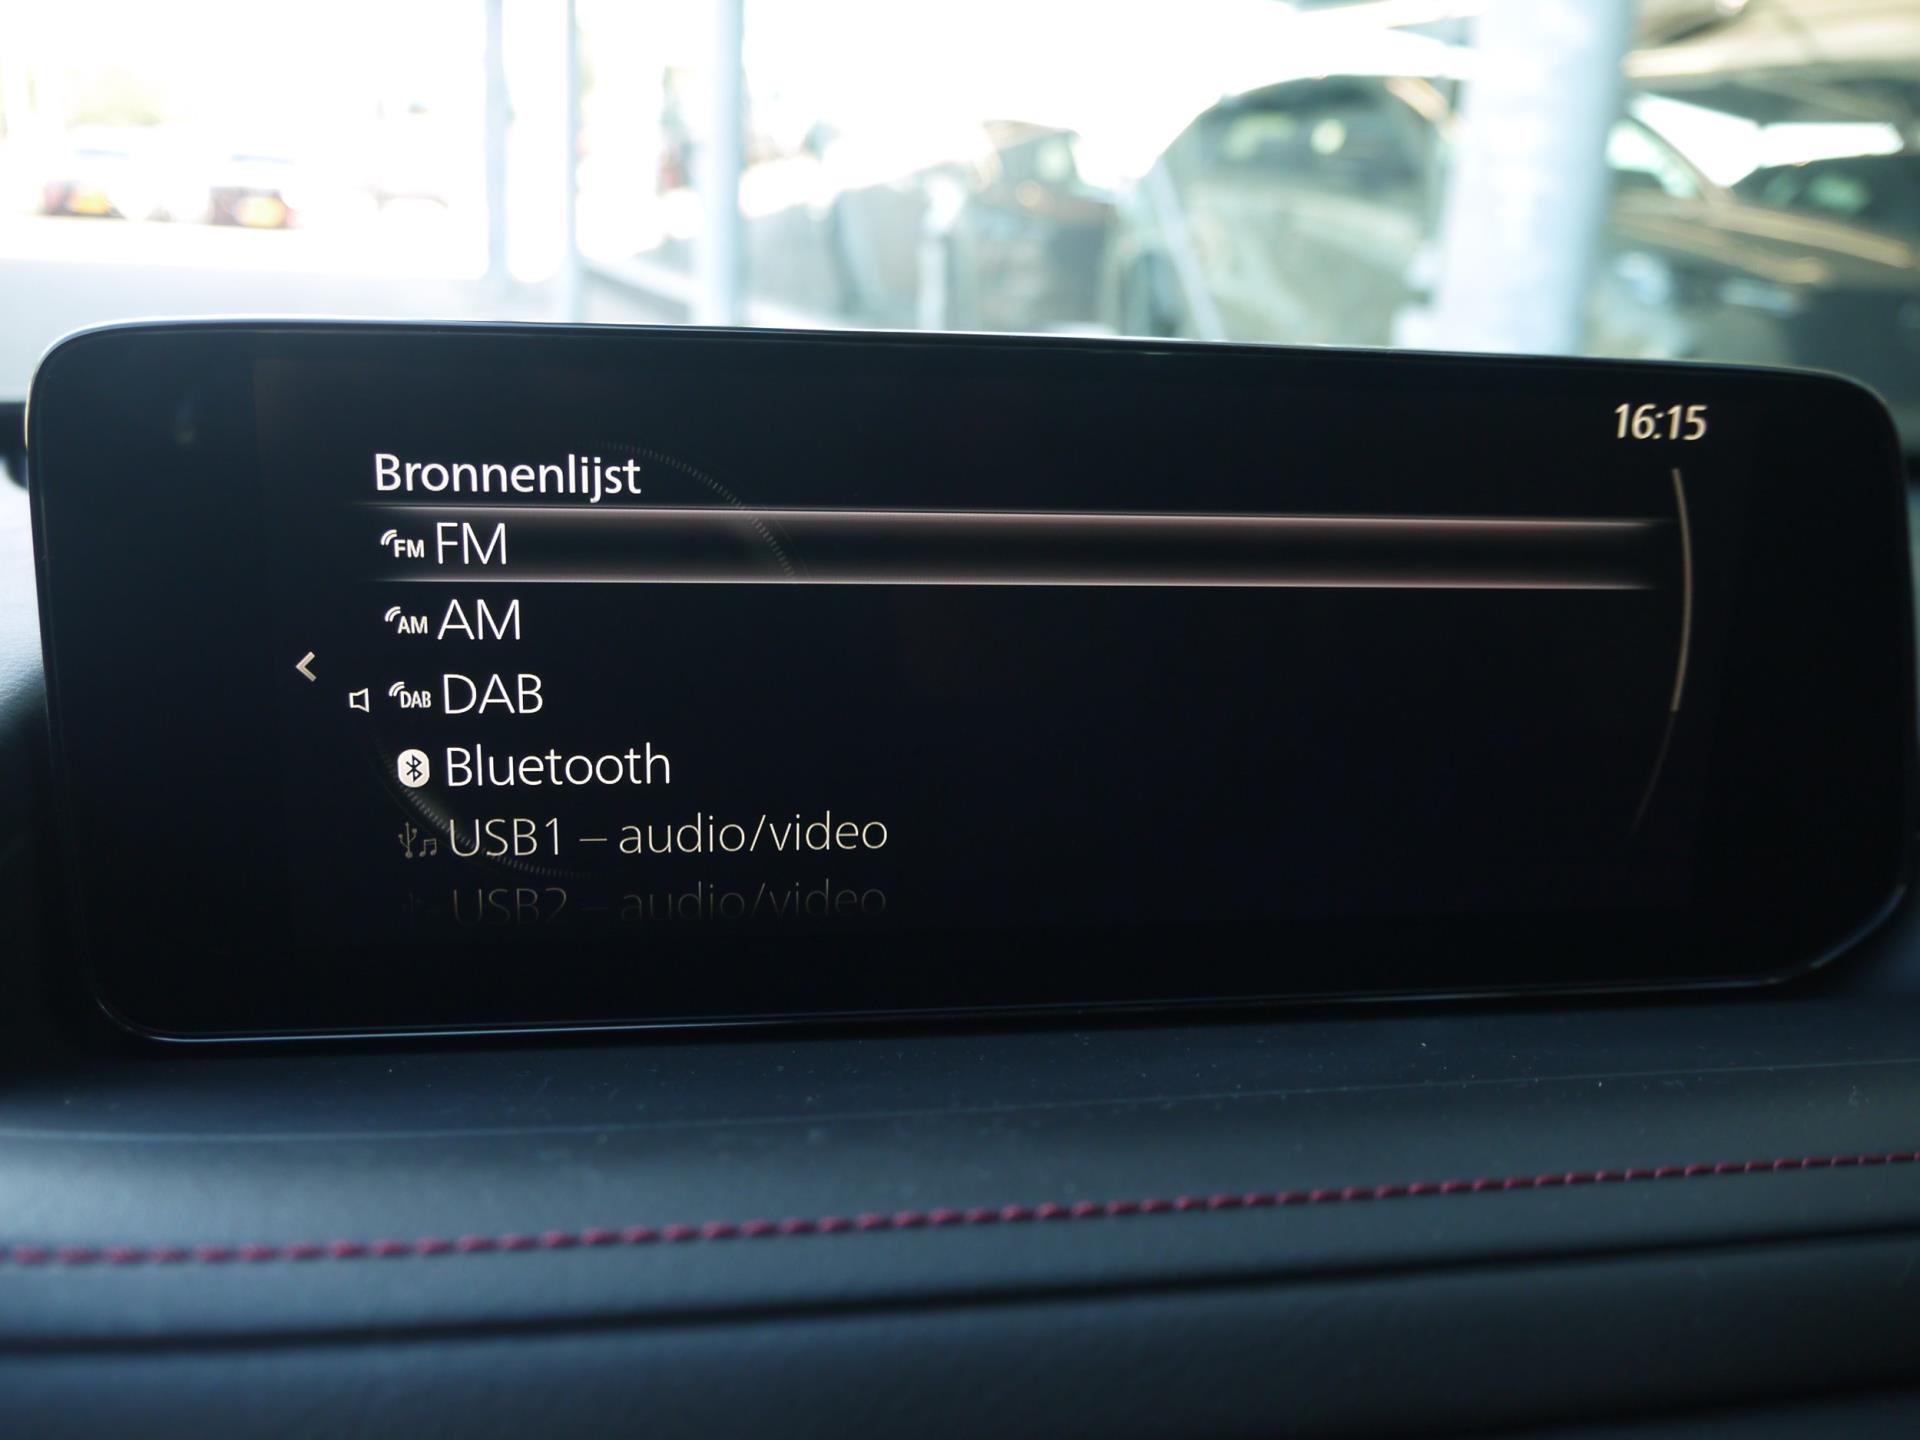 16:15
Bronnenlijst
FM FM
AM AM
DAB DAB
Bluetooth
USB1 – audio/video
USB2 – audio/video